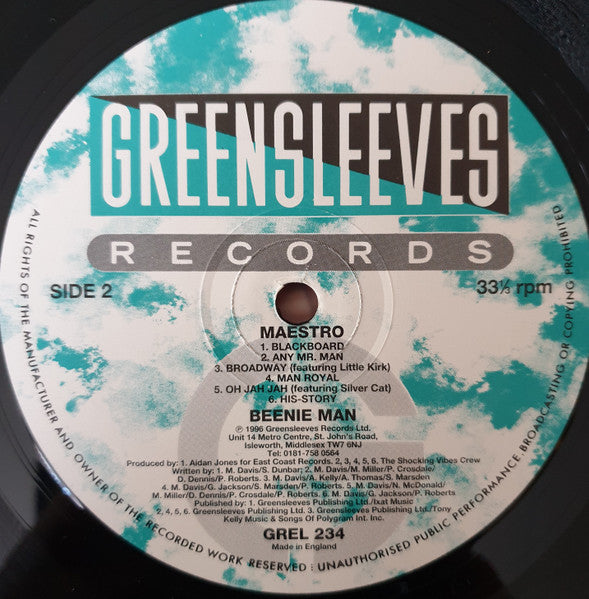 GREENSLEEVES
RECORDS
SIDE 2
33⅓ rpm
MAESTRO
1. BLACKBOARD
2. ANY MR. MAN
3. BROADWAY (featuring Little Kirk)
4. MAN ROYAL
5. OH JAH JAH (featuring Silver Cat)
6. HIS-STORY
BEENIE MAN
℗ 1996 Greensleeves Records Ltd.
Unit 14 Metro Centre, St. John's Road,
Isleworth, Middlesex TW7 6NJ
Tel: 0181-758 0564
Produced by: 1. Aidan Jones for East Coast Records. 2, 3, 4, 5, 6. The Shocking Vibes Crew
Written by: 1. M. Davis/S. Dunbar; 2. M. Davis/M. Miller/P. Crosdale/
D. Dennis/P. Roberts. 3. M. Davis/A. Kelly/A. Thomas/S. Marsden
4. M. Davis/G. Jackson/S. Marsden/P. Roberts. 5. M. Davis/N. McDonald/
M. Miller/D. Dennis/P. Crosdale/P. Roberts. 6. M. Davis/G. Jackson/P. Roberts
Published by: 1. Greensleeves Publishing Ltd./Ixat Music
2, 4, 5, 6. Greensleeves Publishing Ltd. 3. Greensleeves Publishing Ltd./Tony
Kelly Music & Songs Of Polygram Int. Inc.
GREL 234
Made in England
ALL RIGHTS OF THE MANUFACTURER AND OWNER OF THE RECORDED WORK RESERVED : UNAUTHORISED PUBLIC PERFORMANCE BROADCASTING OR COPYING PROHIBITED